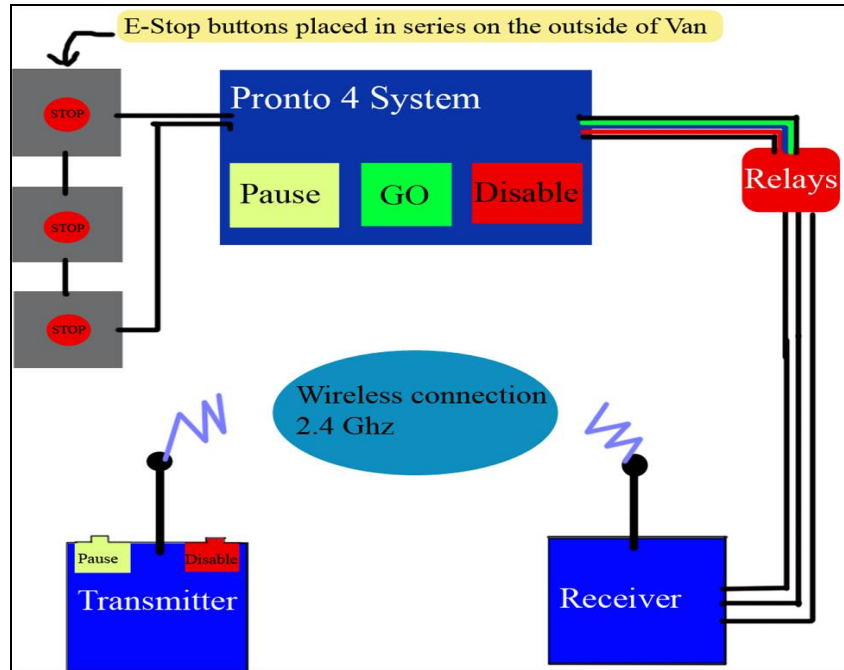 E-Stop buttons placed in series on the outside of Van
STOP
STOP
STOP
Pronto 4 System
Pause
GO
Disable
Relays
Wireless connection
2.4 Ghz
Pause
Disable
Transmitter
Receiver